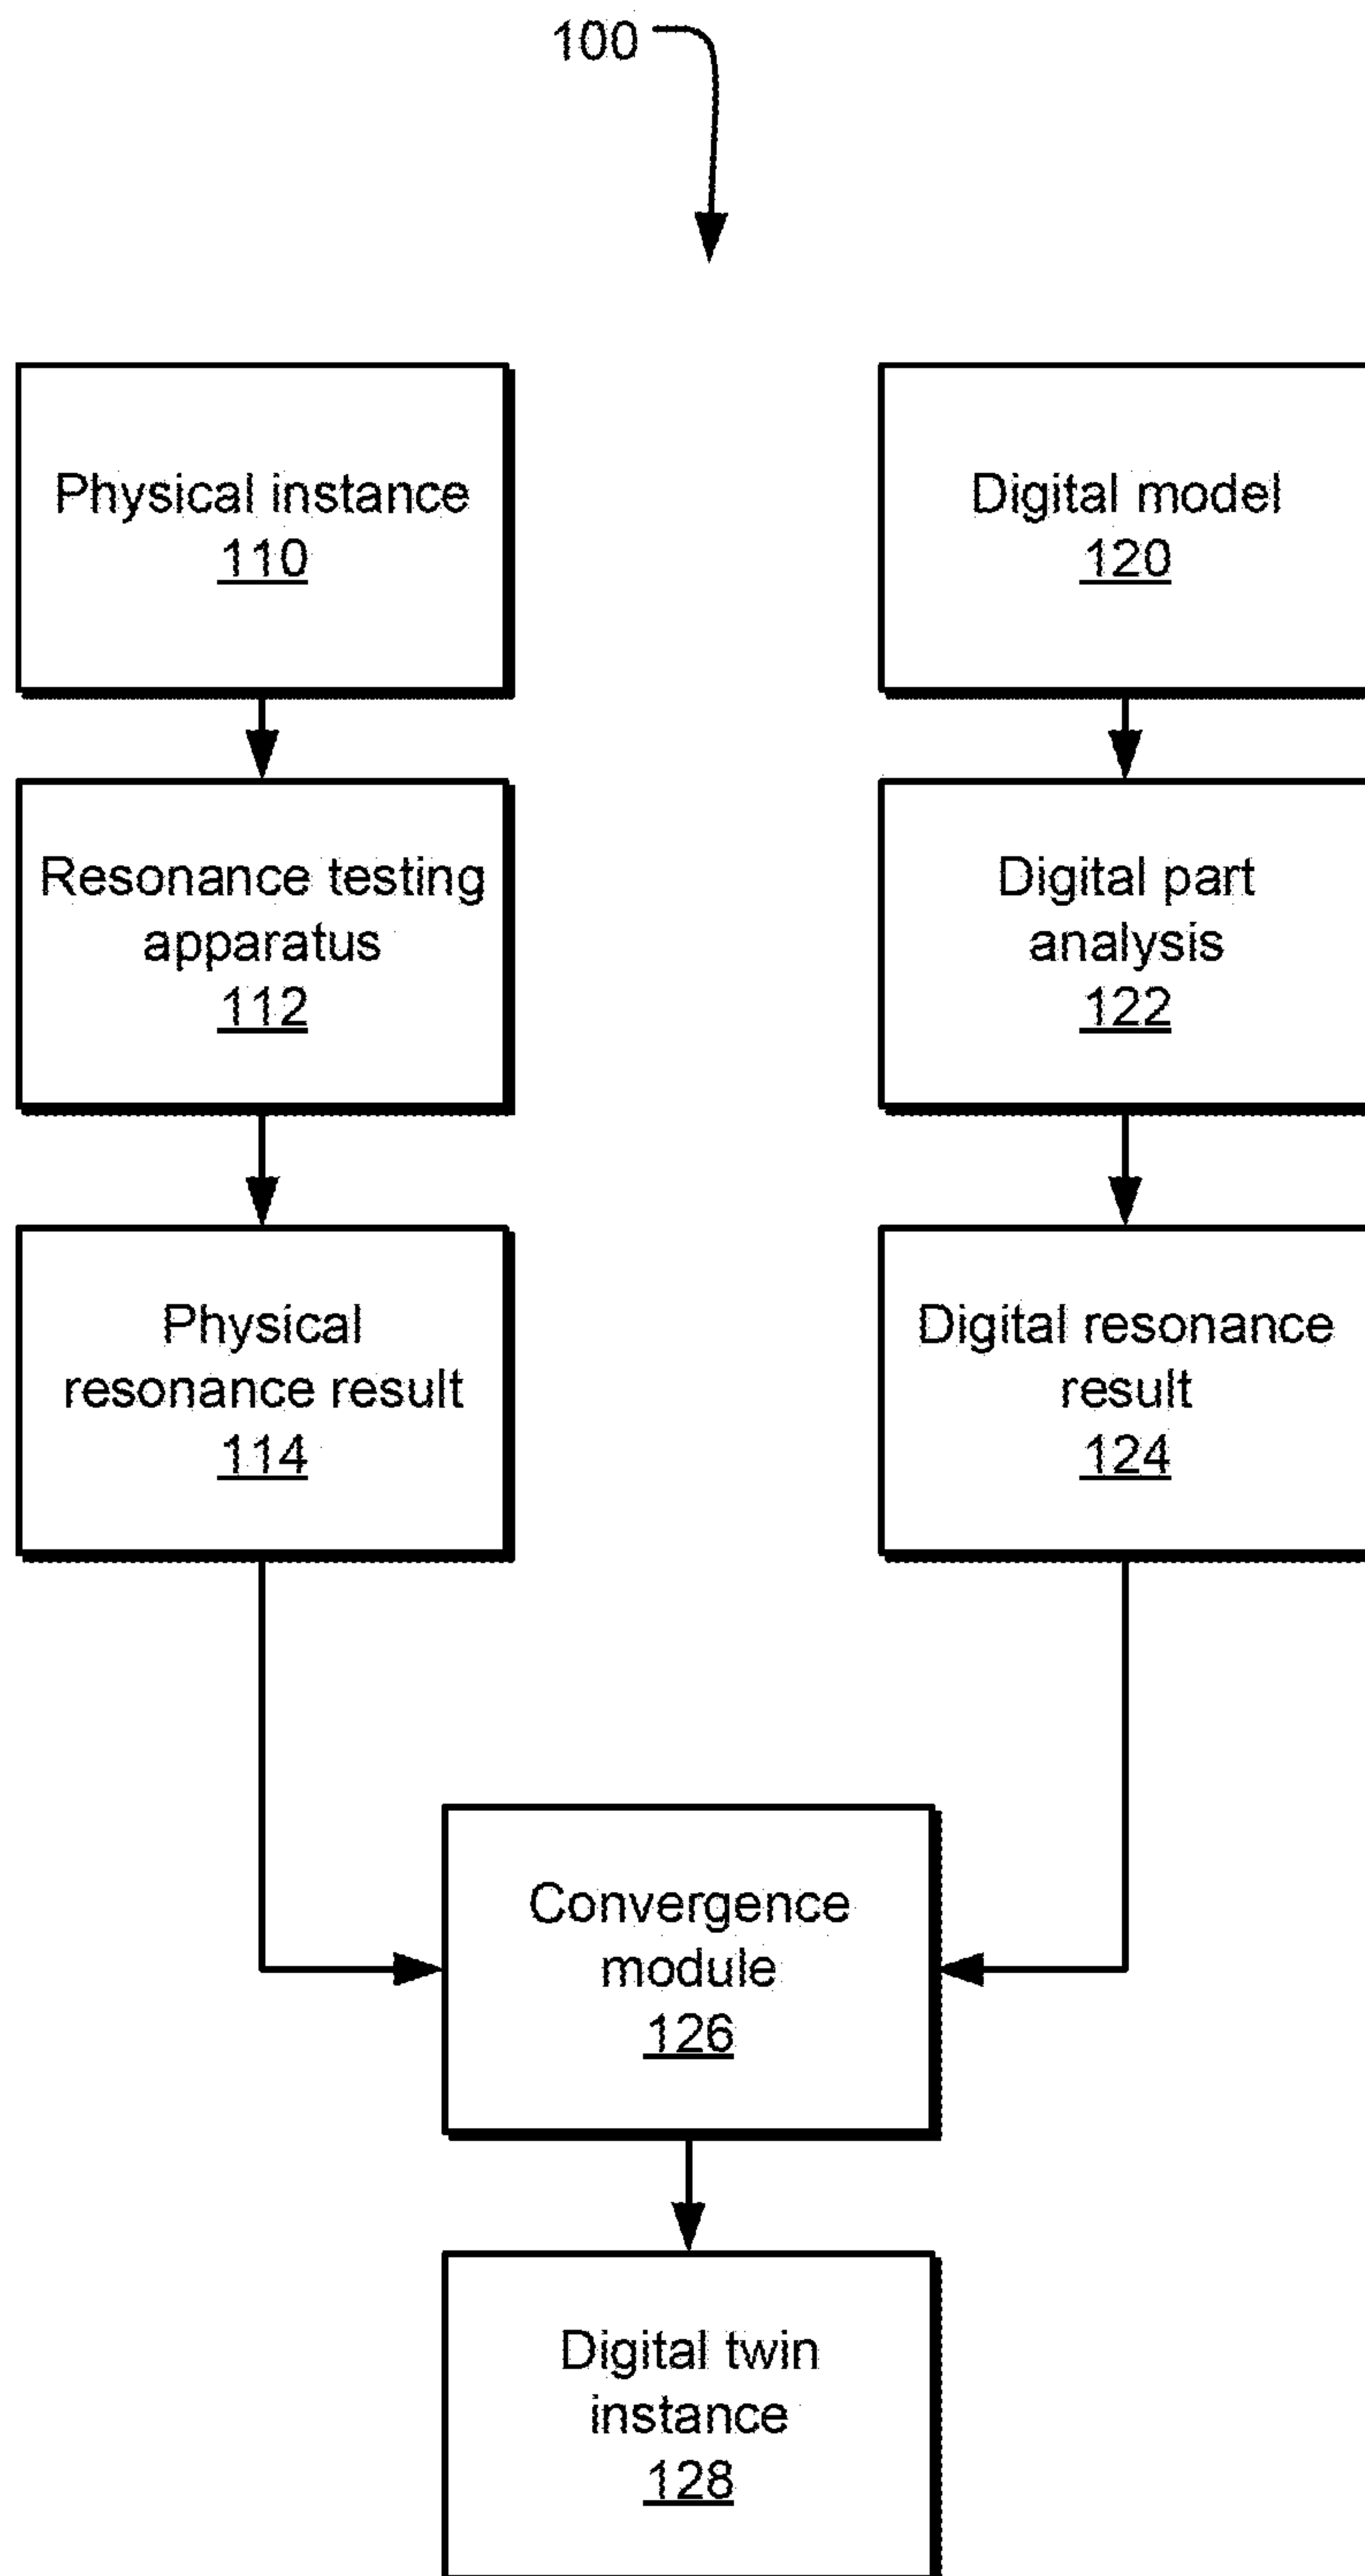 100
Physical instance
110
Digital model
120
Resonance testing
apparatus
112
Digital part
analysis
122
Physical
resonance result
114
Digital resonance
result
124
Convergence
module
126
Digital twin
instance
128